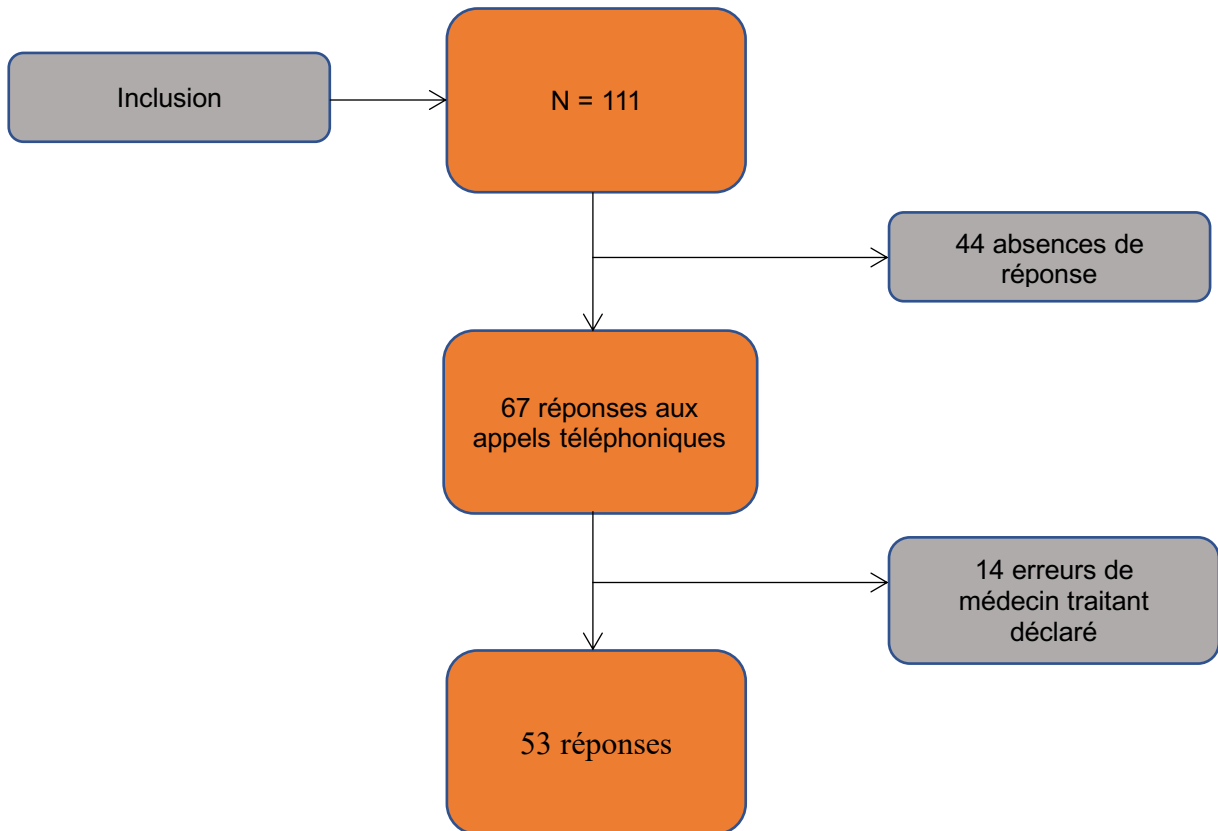 Inclusion
N = 111
44 absences de
réponse
67 réponses aux
appels téléphoniques
14 erreurs de
médecin traitant
déclaré
53 réponses